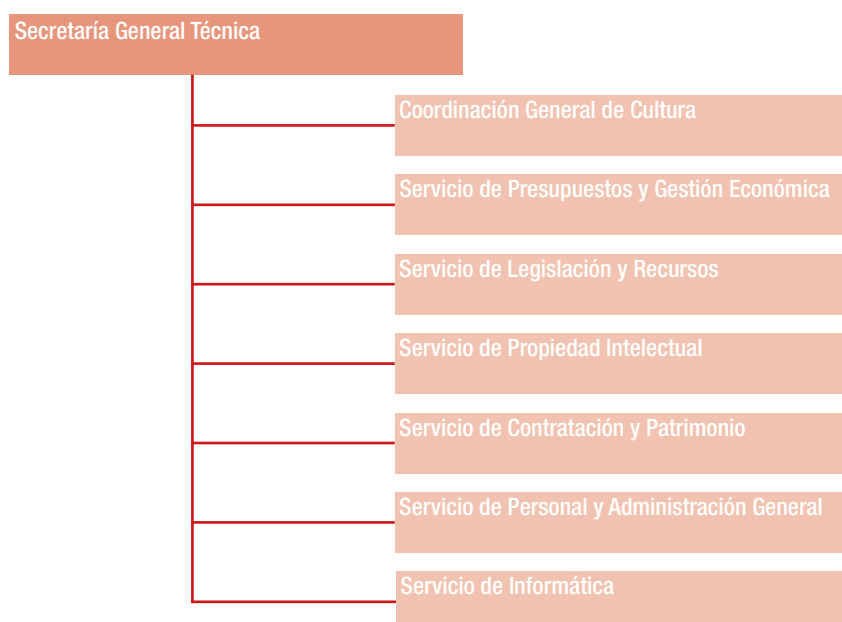 Secretaría General Técnica
Coordinación General de Cultura
Servicio de Presupuestos y Gestión Económica
Servicio de Legislación y Recursos
Servicio de Propiedad Intelectual
Servicio de Contratación y Patrimonio
Servicio de Personal y Administración General
Servicio de Informática